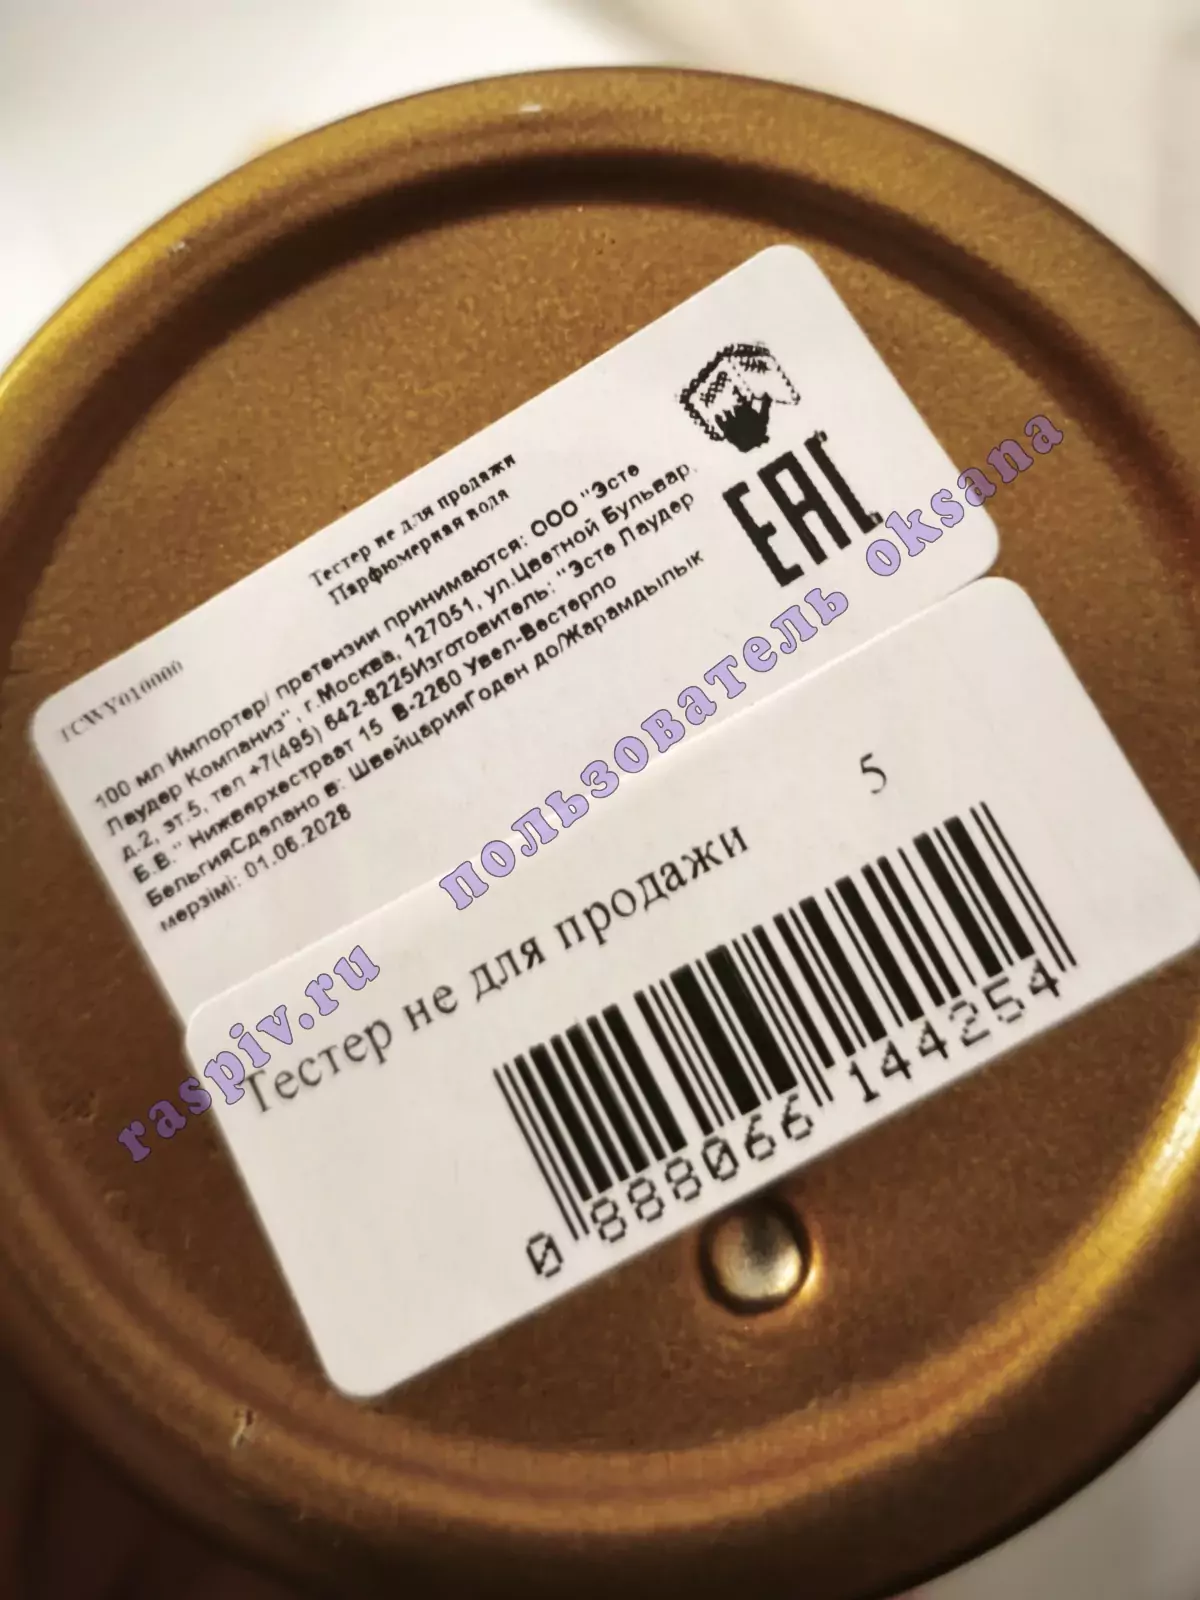 Тестер не для продажи
Парфюмерная вода
TCWY010000
100 мл Импортер/ претензии принимаются: ООО "Эсте
Лаудер Компаниз", г.Москва, 127051, ул.Цветной Бульвар,
д.2, эт.5, тел +7(495) 642-8225Изготовитель: "Эсте Лаудер
Б.В." Нижверхестраат 15 B-2260 Увел-Вестерло
БельгияСделано в: ШвейцарияГоден до/Жарамдылык
мерзімі: 01.06.2028
EAC
5
Тестер не для продажи
0 888066 144254
raspiv.ru пользователь oksana